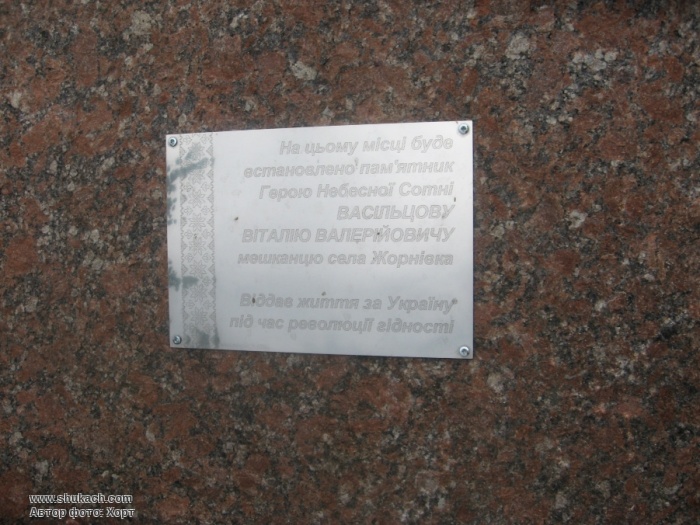 На цьому місці буде
встановлено пам'ятник
Герою Небесної Сотні
ВАСІЛЬЦОВУ
ВІТАЛІЮ ВАЛЕРІЙОВИЧУ
мешканцю села Жорнівка
Віддав життя за Україну
під час революції гідності
www.shukach.com
Автор фото: Хорт